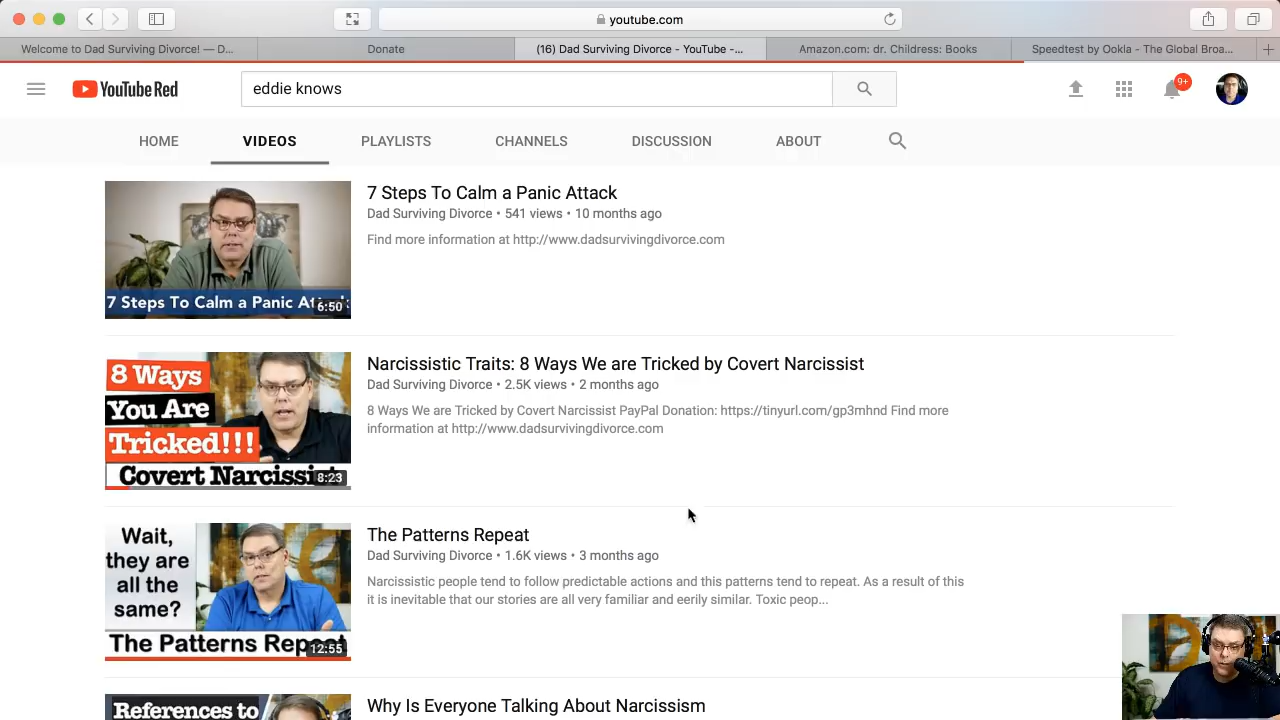 youtube.com
Welcome to Dad Surviving Divorce! — D...
Donate
(16) Dad Surviving Divorce - YouTube -...
Amazon.com: dr. Childress: Books
Speedtest by Ookla - The Global Broa...
YouTube Red
eddie knows
9+
HOME
VIDEOS
PLAYLISTS
CHANNELS
DISCUSSION
ABOUT
7 Steps To Calm a Panic Attack
6:50
7 Steps To Calm a Panic Attack
Dad Surviving Divorce • 541 views • 10 months ago
Find more information at http://www.dadsurvivingdivorce.com
8 Ways
You Are
Tricked!!!
Covert Narcissist
8:23
Narcissistic Traits: 8 Ways We are Tricked by Covert Narcissist
Dad Surviving Divorce • 2.5K views • 2 months ago
8 Ways We are Tricked by Covert Narcissist PayPal Donation: https://tinyurl.com/gp3mhnd Find more
information at http://www.dadsurvivingdivorce.com
Wait,
they are
all the
same?
The Patterns Repeat
12:55
The Patterns Repeat
Dad Surviving Divorce • 1.6K views • 3 months ago
Narcissistic people tend to follow predictable actions and this patterns tend to repeat. As a result of this
it is inevitable that our stories are all very familiar and eerily similar. Toxic peop...
References to
Why Is Everyone Talking About Narcissism